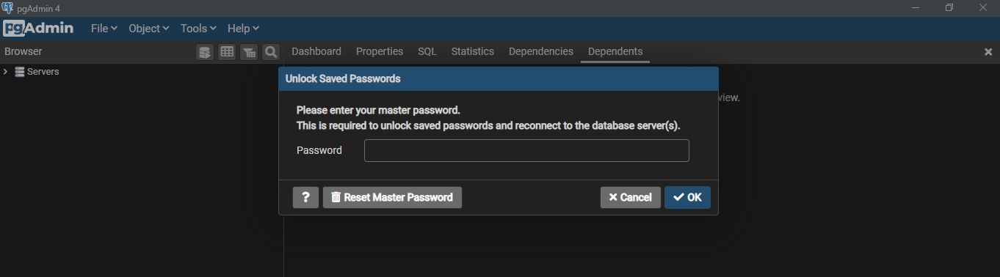 pgAdmin 4
pgAdmin File Object Tools Help
Browser Dashboard Properties SQL Statistics Dependencies Dependents
Servers
Unlock Saved Passwords
view.
Please enter your master password.
This is required to unlock saved passwords and reconnect to the database server(s).
Password
? Reset Master Password Cancel OK